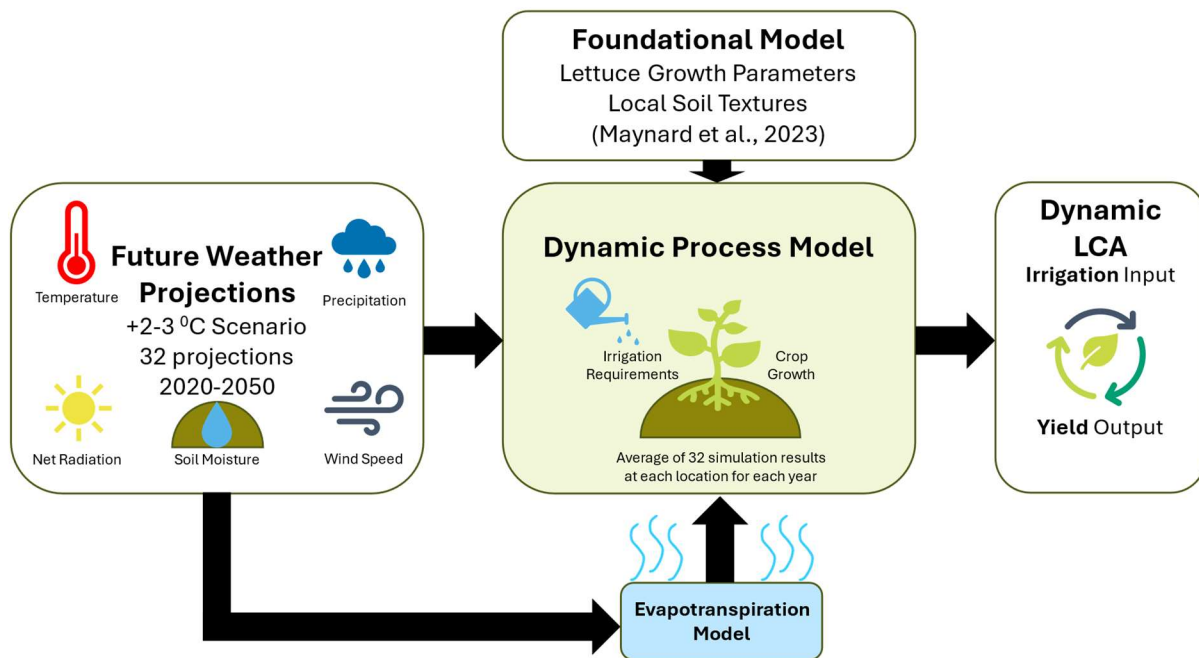 Foundational Model
Lettuce Growth Parameters
Local Soil Textures
(Maynard et al., 2023)
Future Weather
Projections
+2-3 ⁰C Scenario
32 projections
2020-2050
Temperature
Precipitation
Net Radiation
Soil Moisture
Wind Speed
Dynamic Process Model
Irrigation
Requirements
Crop
Growth
Average of 32 simulation results
at each location for each year
Evapotranspiration
Model
Dynamic
LCA
Irrigation Input
Yield Output